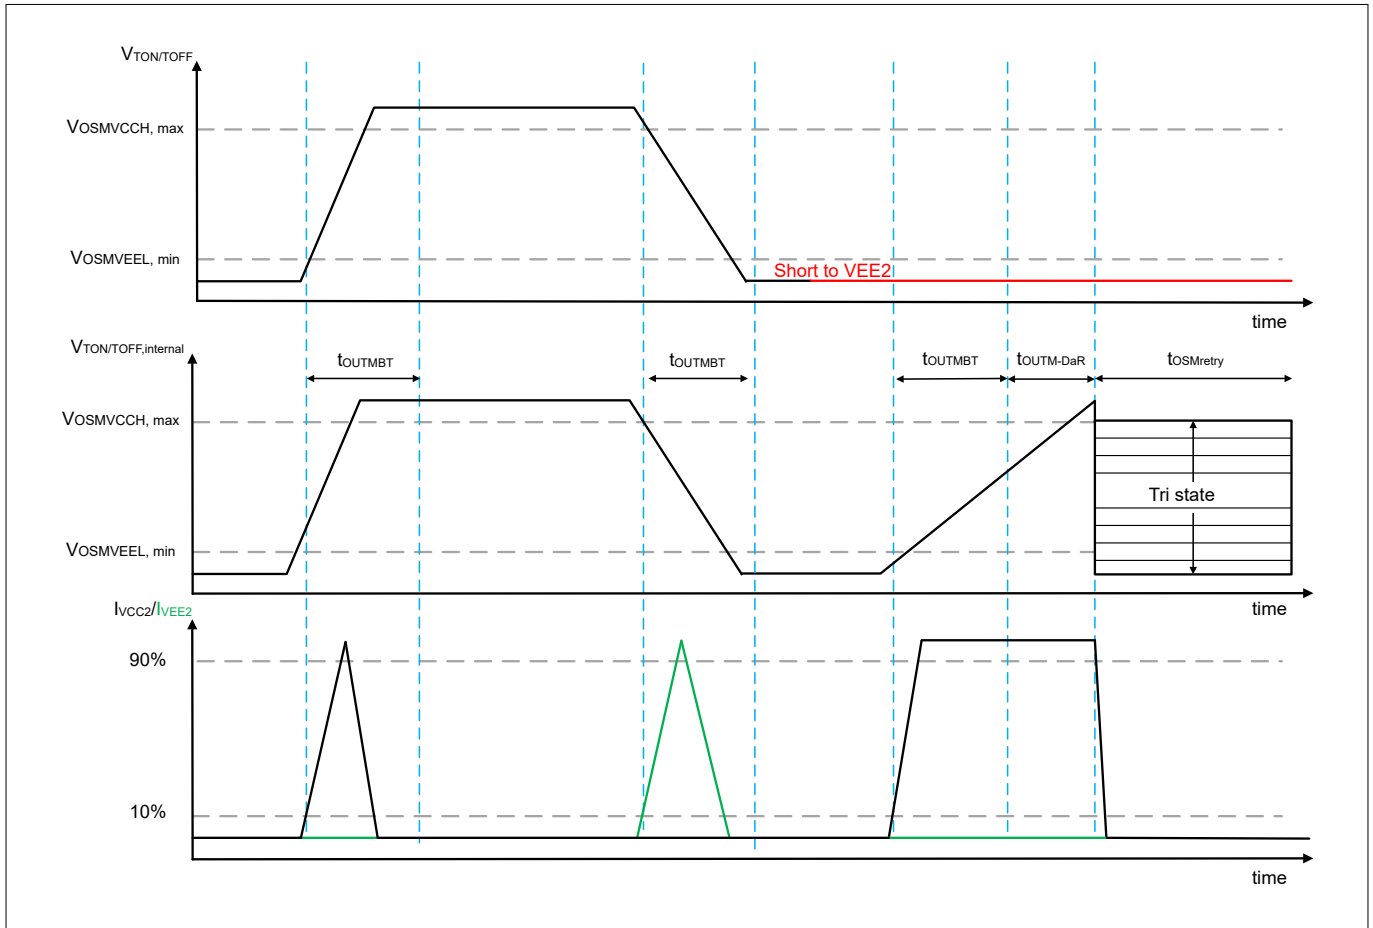 VTON/TOFF
VOSMVCCH, max
VOSMVEEL, min
Short to VEE2
time
VTON/TOFF,internal
tOUTMBT
tOUTMBT
tOUTMBT
tOUTM-DaR
tOSMretry
VOSMVCCH, max
Tri state
VOSMVEEL, min
time
IVCC2/IVEE2
90%
10%
time